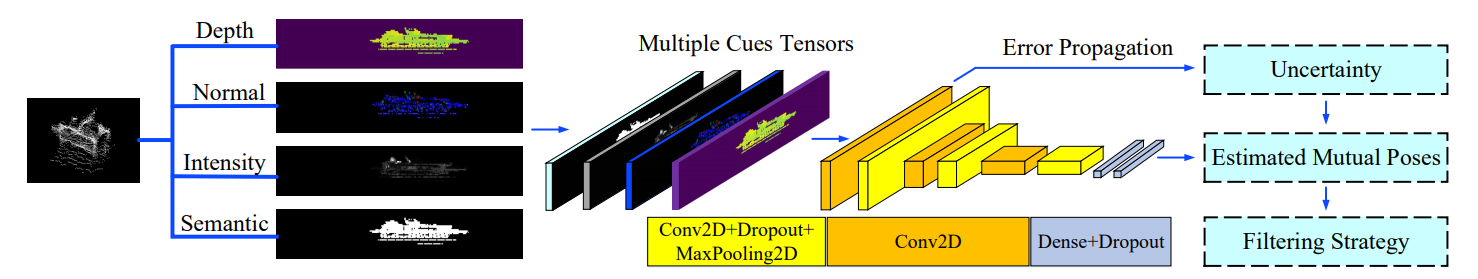 Depth
Normal
Intensity
Semantic
Multiple Cues Tensors
Error Propagation
Conv2D+Dropout+
MaxPooling2D
Conv2D
Dense+Dropout
Uncertainty
Estimated Mutual Poses
Filtering Strategy